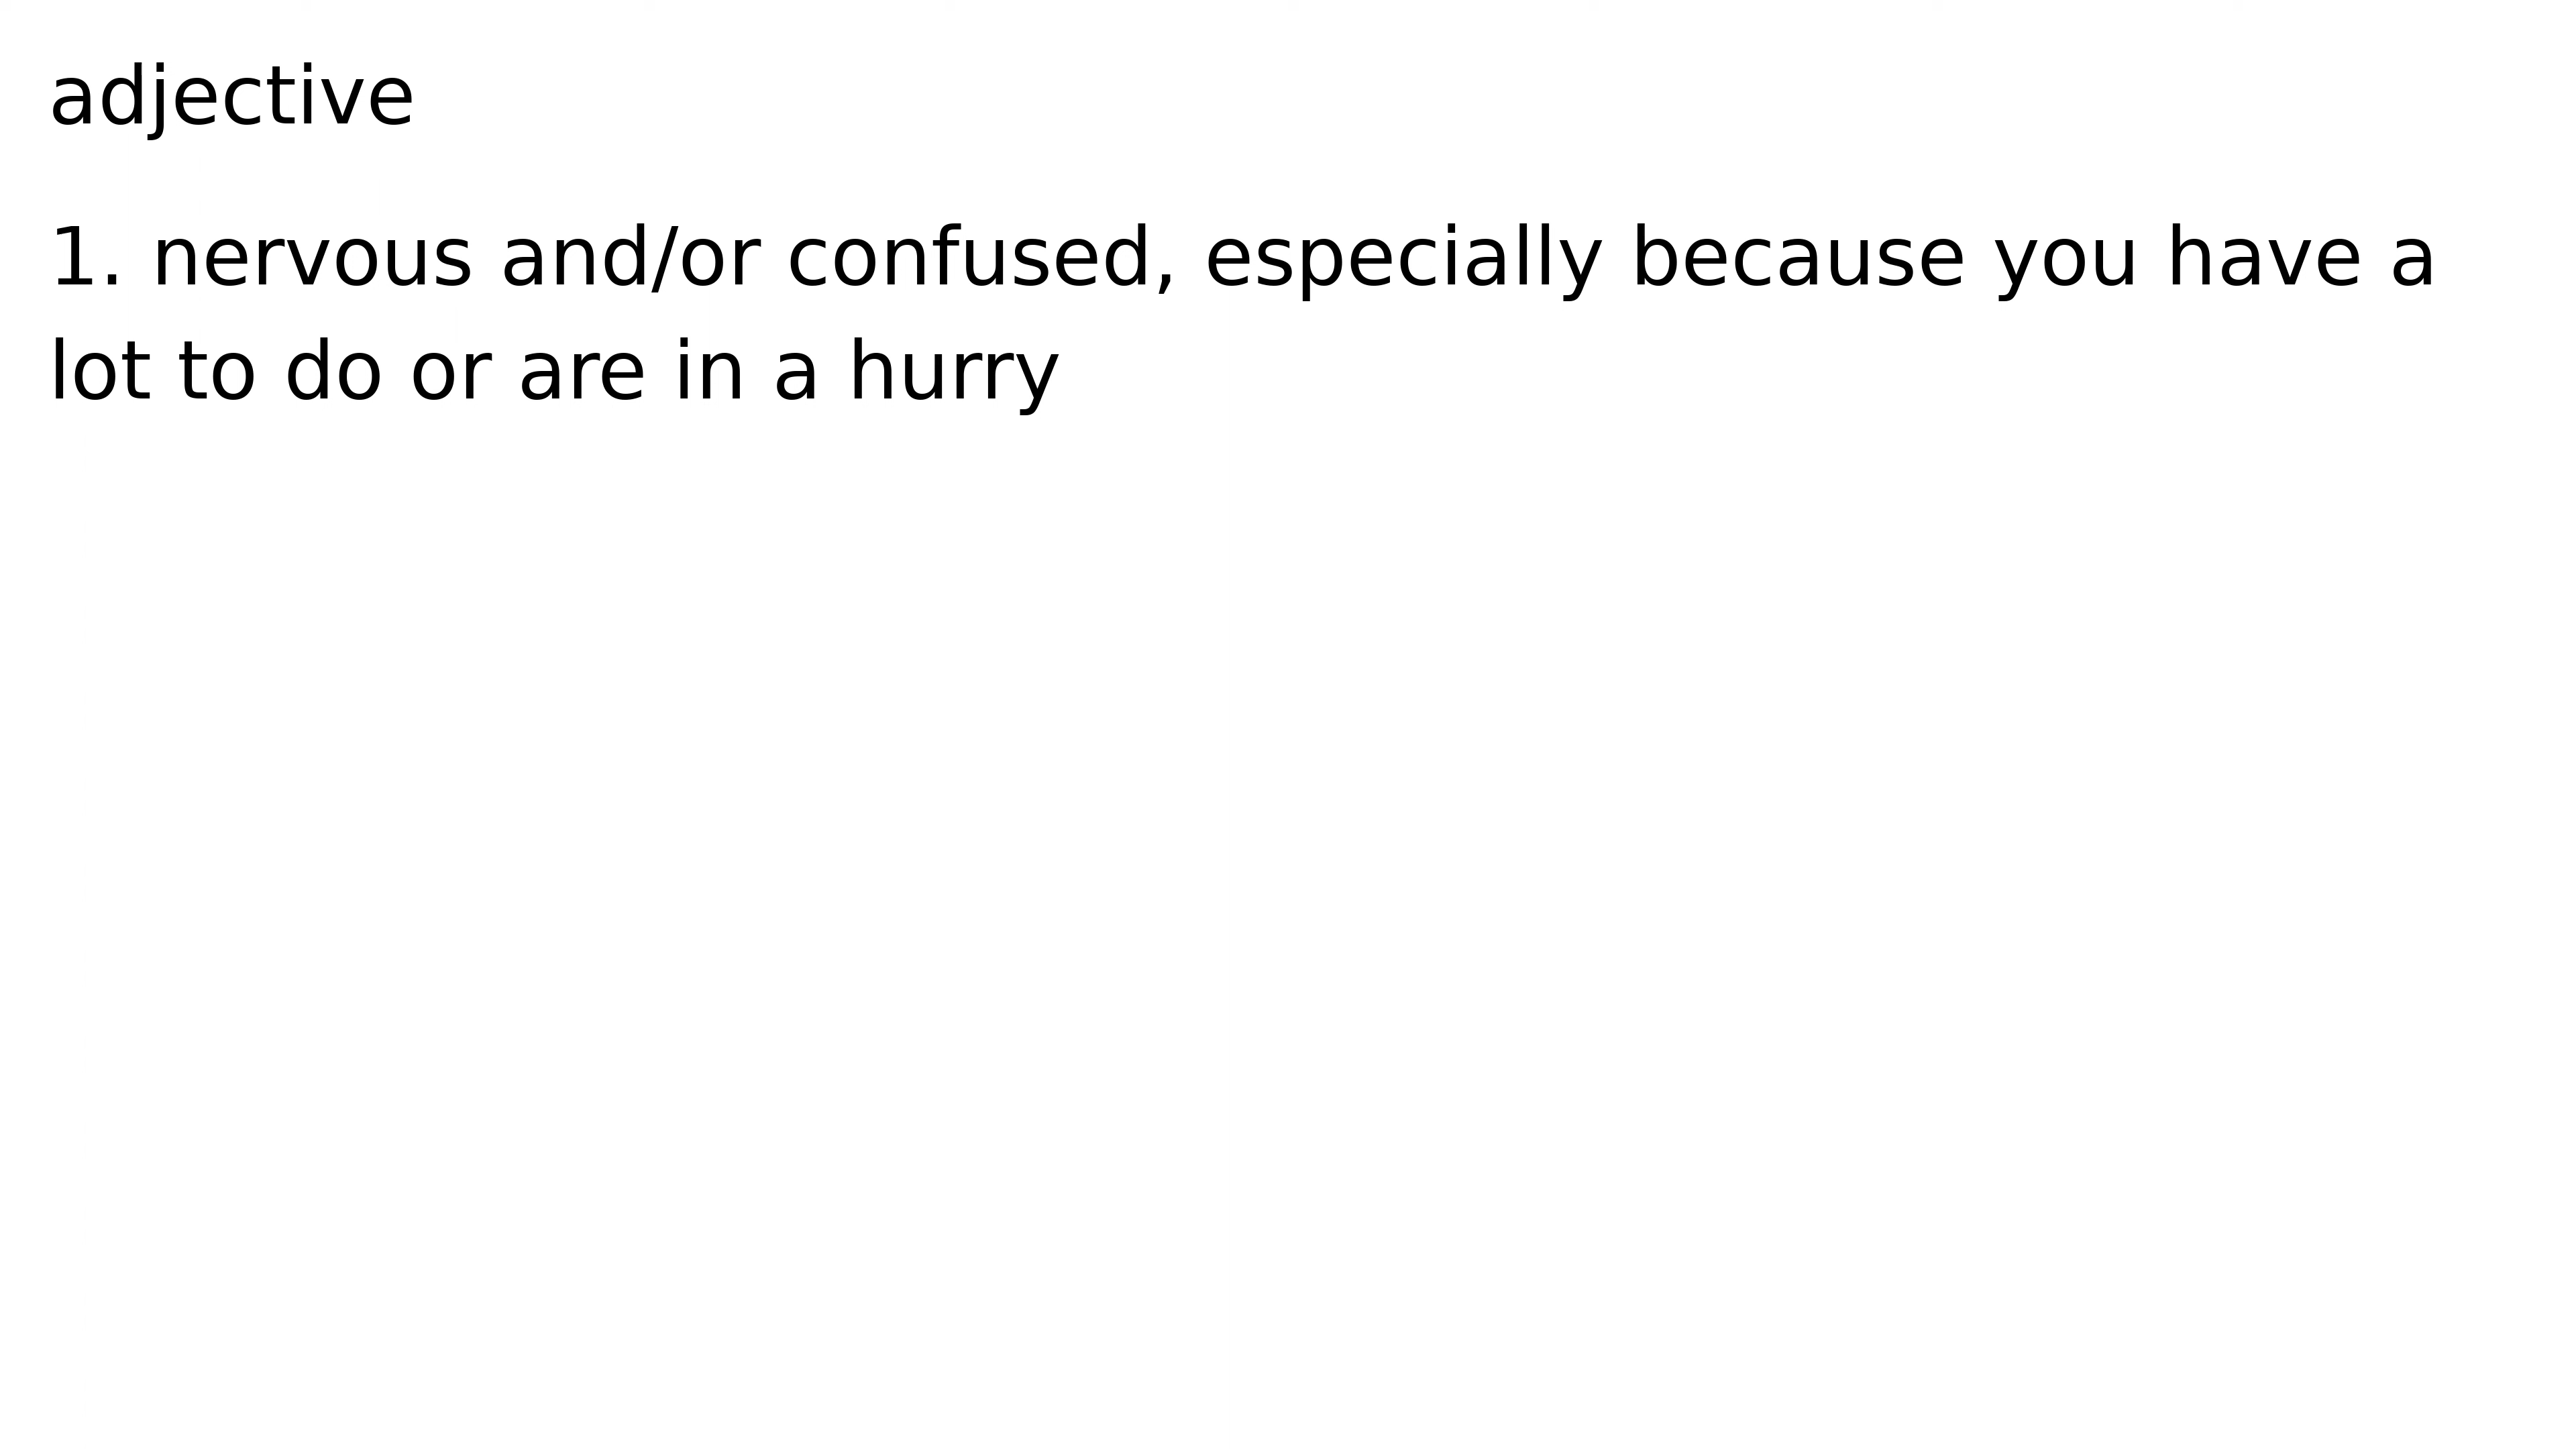 adjective
1. nervous and/or confused, especially because you have a
lot to do or are in a hurry